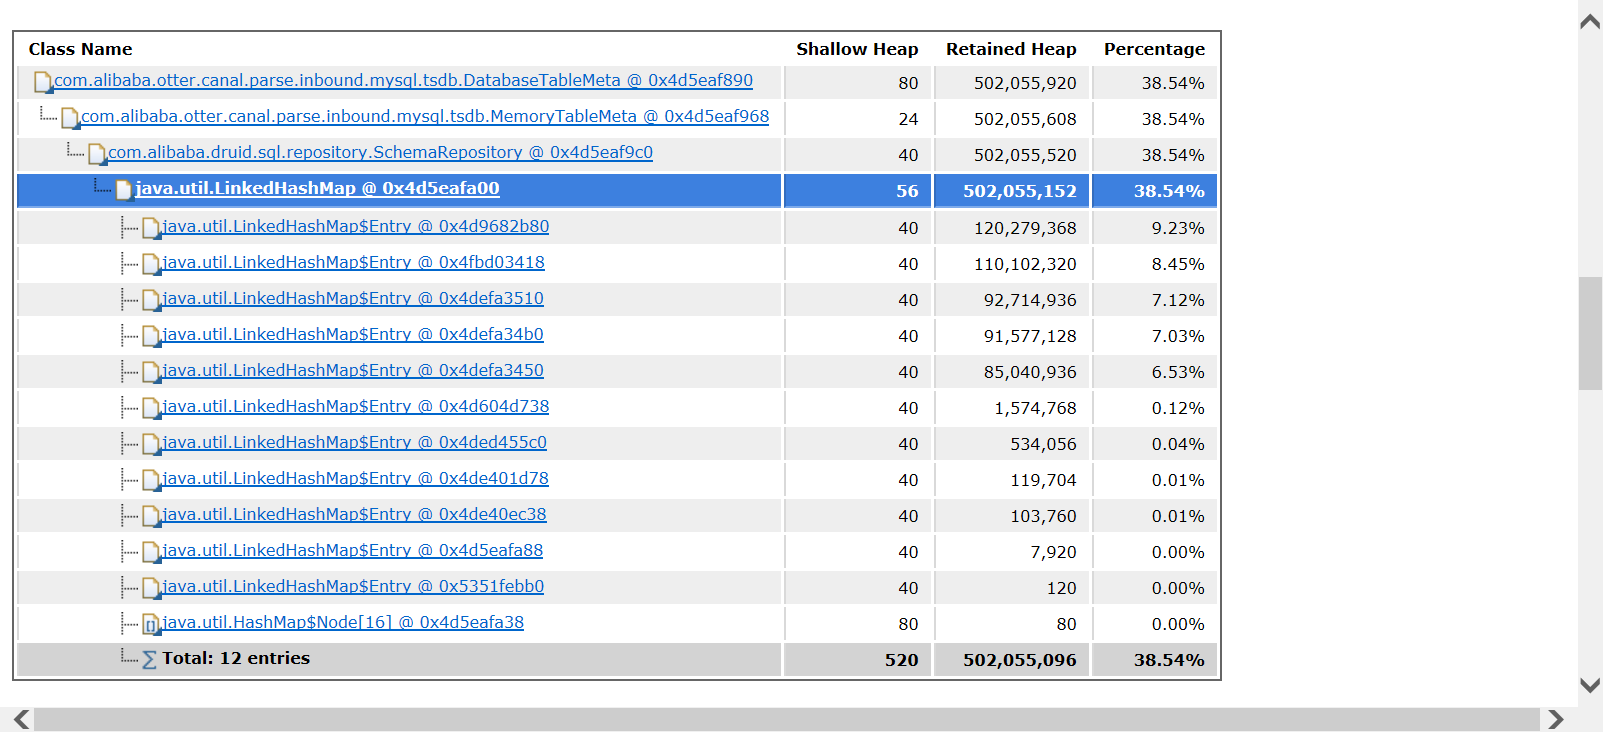 Class Name Shallow Heap Retained Heap Percentage
com.alibaba.otter.canal.parse.inbound.mysql.tsdb.DatabaseTableMeta @ 0x4d5eaf890 80 502,055,920 38.54%
com.alibaba.otter.canal.parse.inbound.mysql.tsdb.MemoryTableMeta @ 0x4d5eaf968 24 502,055,608 38.54%
com.alibaba.druid.sql.repository.SchemaRepository @ 0x4d5eaf9c0 40 502,055,520 38.54%
java.util.LinkedHashMap @ 0x4d5eafa00 56 502,055,152 38.54%
java.util.LinkedHashMap$Entry @ 0x4d9682b80 40 120,279,368 9.23%
java.util.LinkedHashMap$Entry @ 0x4fbd03418 40 110,102,320 8.45%
java.util.LinkedHashMap$Entry @ 0x4defa3510 40 92,714,936 7.12%
java.util.LinkedHashMap$Entry @ 0x4defa34b0 40 91,577,128 7.03%
java.util.LinkedHashMap$Entry @ 0x4defa3450 40 85,040,936 6.53%
java.util.LinkedHashMap$Entry @ 0x4d604d738 40 1,574,768 0.12%
java.util.LinkedHashMap$Entry @ 0x4ded455c0 40 534,056 0.04%
java.util.LinkedHashMap$Entry @ 0x4de401d78 40 119,704 0.01%
java.util.LinkedHashMap$Entry @ 0x4de40ec38 40 103,760 0.01%
java.util.LinkedHashMap$Entry @ 0x4d5eafa88 40 7,920 0.00%
java.util.LinkedHashMap$Entry @ 0x5351febb0 40 120 0.00%
java.util.HashMap$Node[16] @ 0x4d5eafa38 80 80 0.00%
Total: 12 entries 520 502,055,096 38.54%